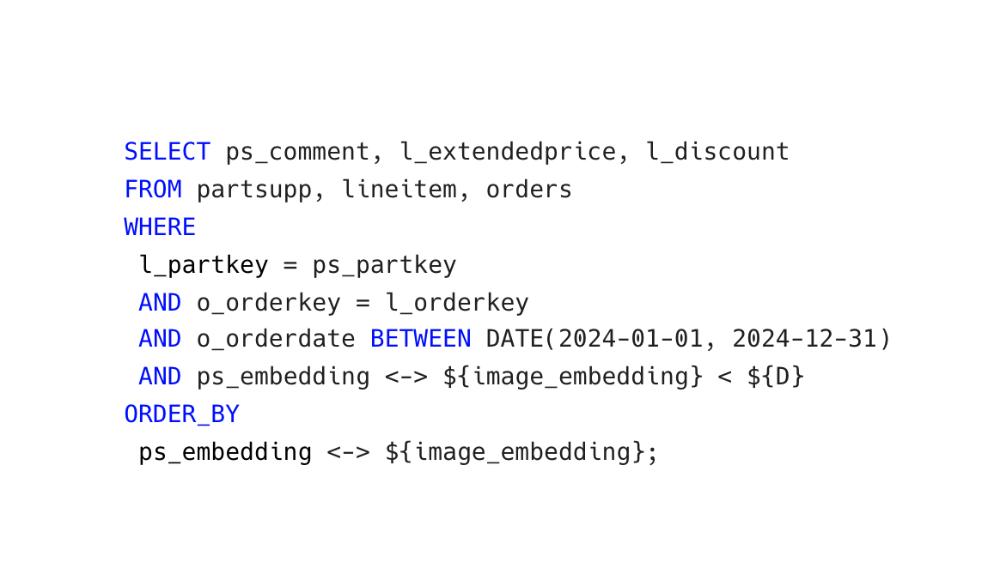 SELECT ps_comment, l_extendedprice, l_discount
FROM partsupp, lineitem, orders
WHERE
l_partkey = ps_partkey
AND o_orderkey = l_orderkey
AND o_orderdate BETWEEN DATE(2024-01-01, 2024-12-31)
AND ps_embedding <-> ${image_embedding} < ${D}
ORDER_BY
ps_embedding <-> ${image_embedding};